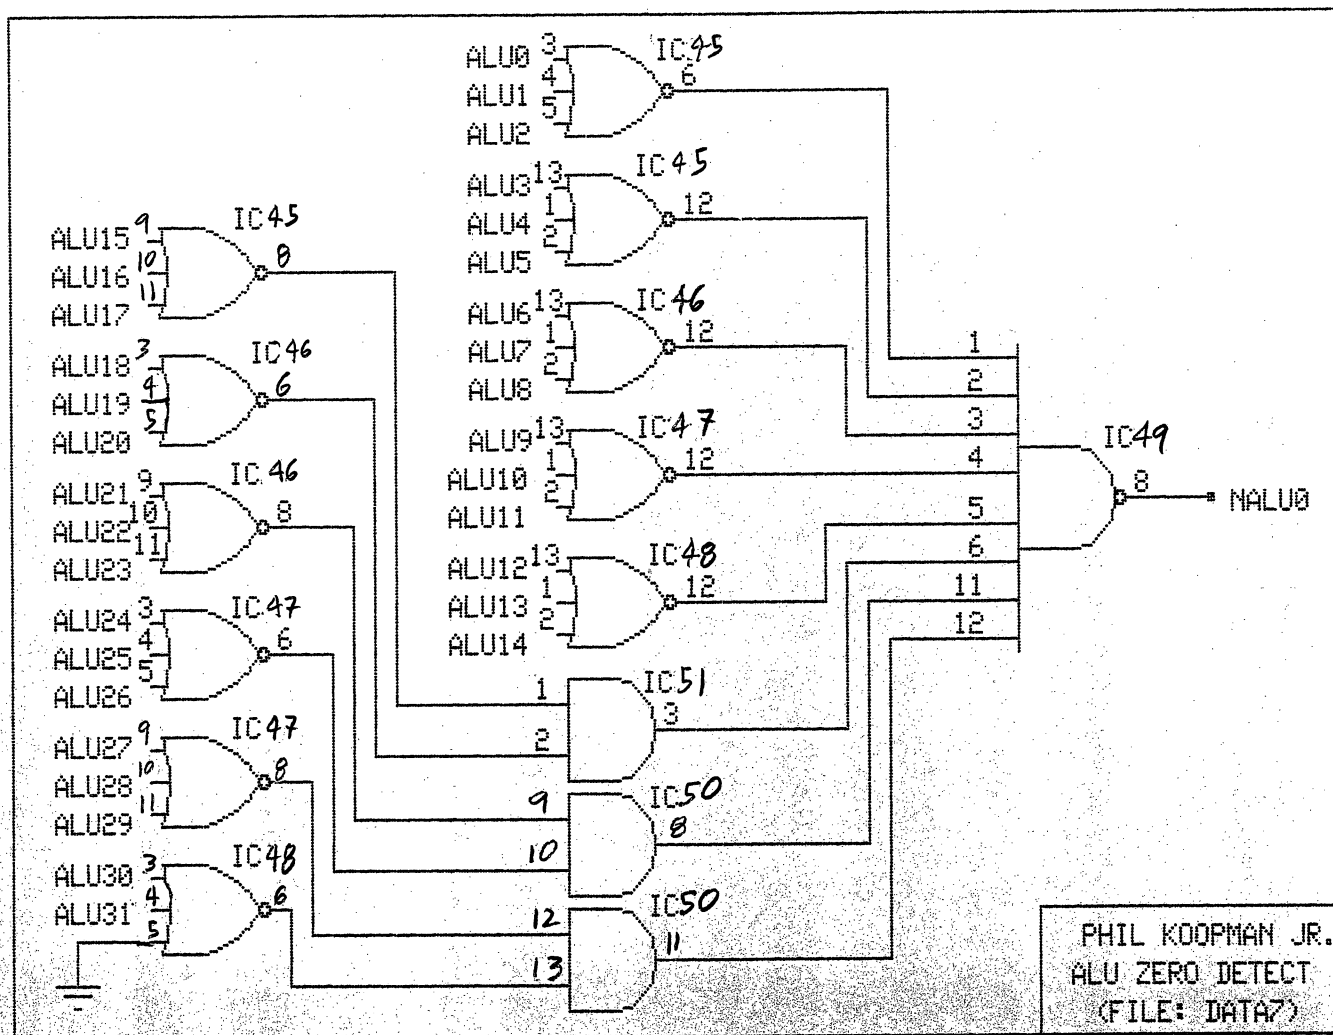 ALU0 3 IC45
ALU1 4 6
ALU2 5
ALU3 13 IC45
ALU4 1 12
ALU5 2
ALU6 13 IC46
ALU7 1 12
ALU8 2
ALU9 13 IC47
ALU10 1 12
ALU11 2
ALU12 13 IC48
ALU13 1 12
ALU14 2
ALU15 9 IC45
ALU16 10 8
ALU17 11
ALU18 3 IC46
ALU19 4 6
ALU20 5
ALU21 9 IC46
ALU22 10 8
ALU23 11
ALU24 3 IC47
ALU25 4 6
ALU26 5
ALU27 9 IC47
ALU28 10 8
ALU29 11
ALU30 3 IC48
ALU31 4 6
5
1 IC51
2 3
9 IC50
10 8
12 IC50
13 11
1
2
3
4
5
6
11
12
IC49
8 NALU0
PHIL KOOPMAN JR.
ALU ZERO DETECT
(FILE: DATA7)